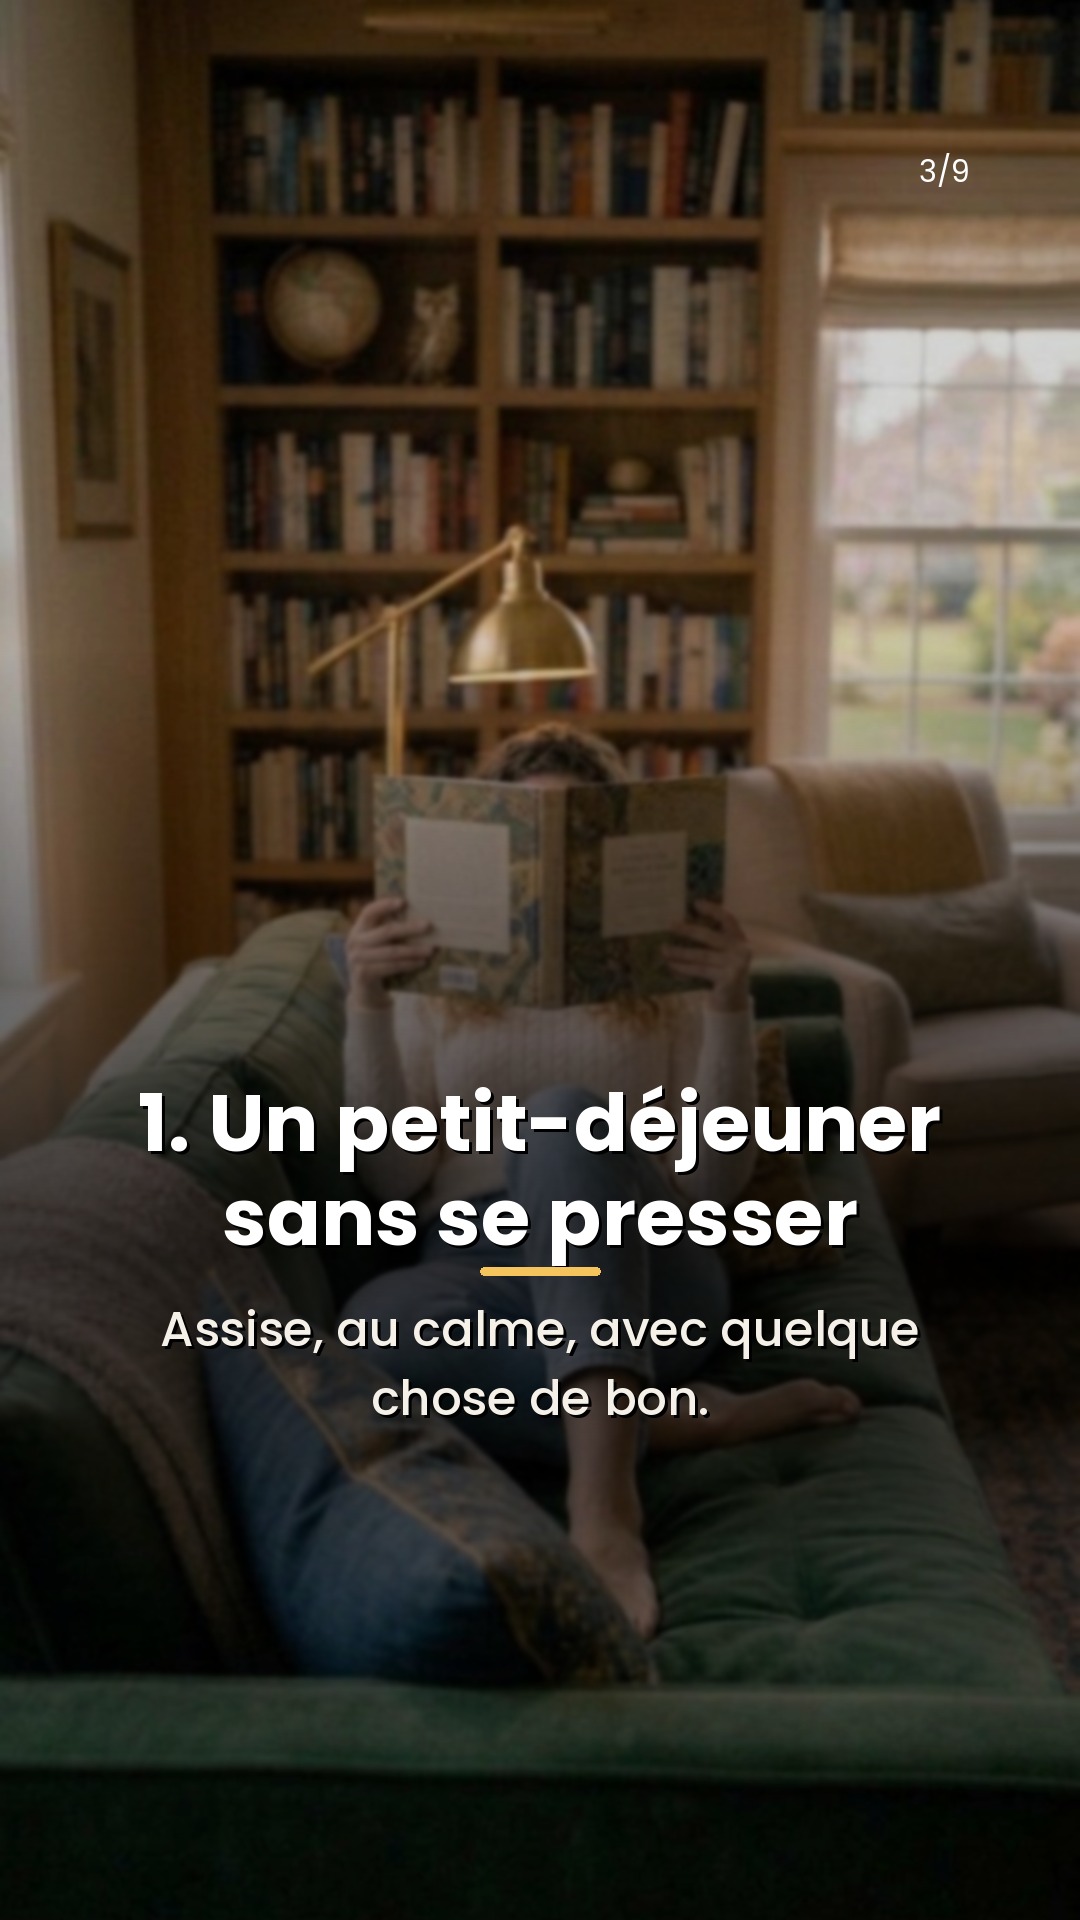 3/9
1. Un petit-déjeuner
sans se presser
Assise, au calme, avec quelque
chose de bon.